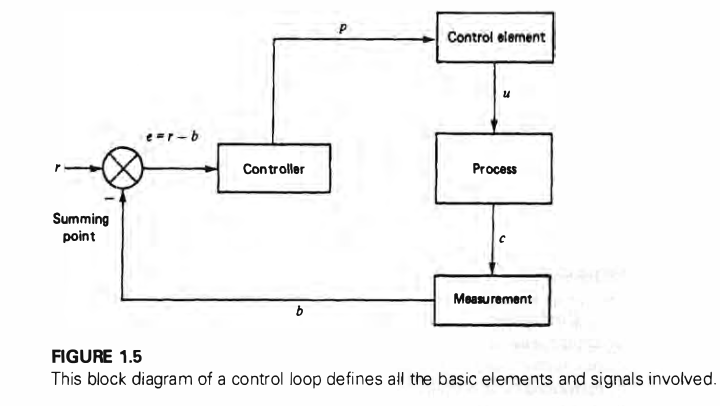 p
Control element
u
e = r – b
r
Controller
Process
–
Summing
point
c
Measurement
b
FIGURE 1.5
This block diagram of a control loop defines all the basic elements and signals involved.